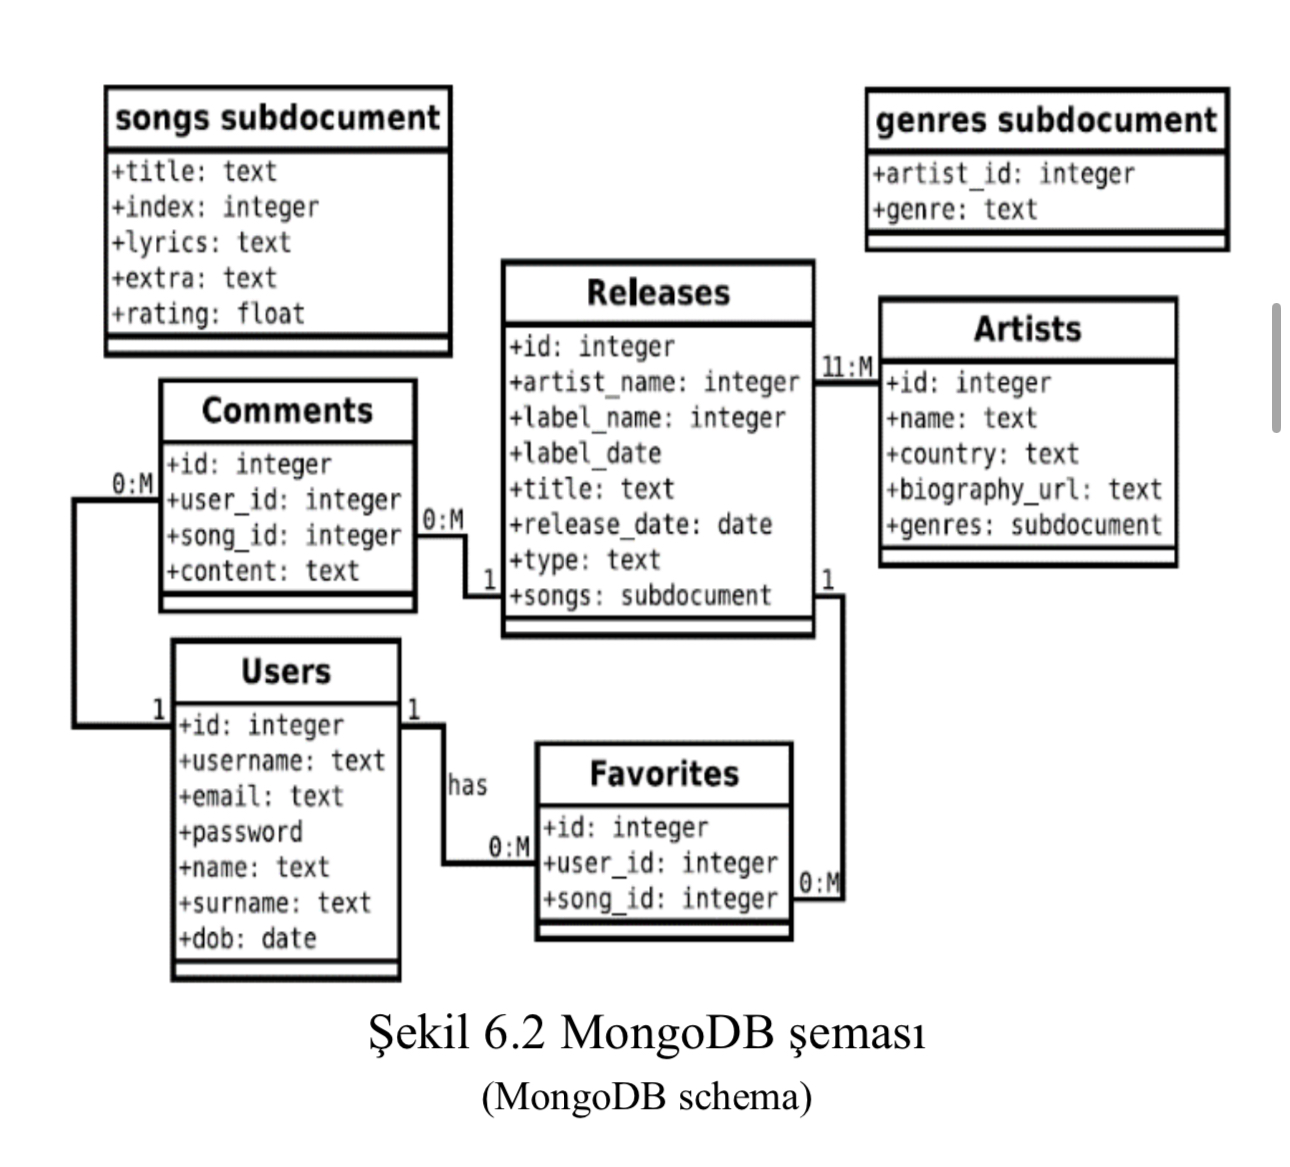 songs subdocument
+title: text
+index: integer
+lyrics: text
+extra: text
+rating: float
genres subdocument
+artist_id: integer
+genre: text
Releases
+id: integer
+artist_name: integer
+label_name: integer
+label_date
+title: text
+release_date: date
+type: text
+songs: subdocument
11:M
Artists
+id: integer
+name: text
+country: text
+biography_url: text
+genres: subdocument
Comments
+id: integer
+user_id: integer
+song_id: integer
+content: text
0:M
0:M
1
1
Users
+id: integer
+username: text
+email: text
+password
+name: text
+surname: text
+dob: date
1
1
has
0:M
Favorites
+id: integer
+user_id: integer
+song_id: integer
0:M
Şekil 6.2 MongoDB şeması
(MongoDB schema)